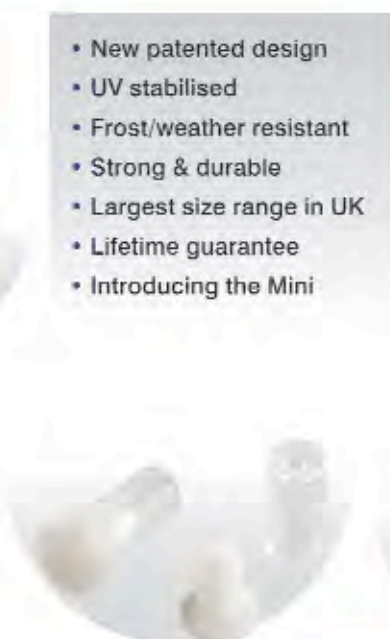 • New patented design
• UV stabilised
• Frost/weather resistant
• Strong & durable
• Largest size range in UK
• Lifetime guarantee
• Introducing the Mini